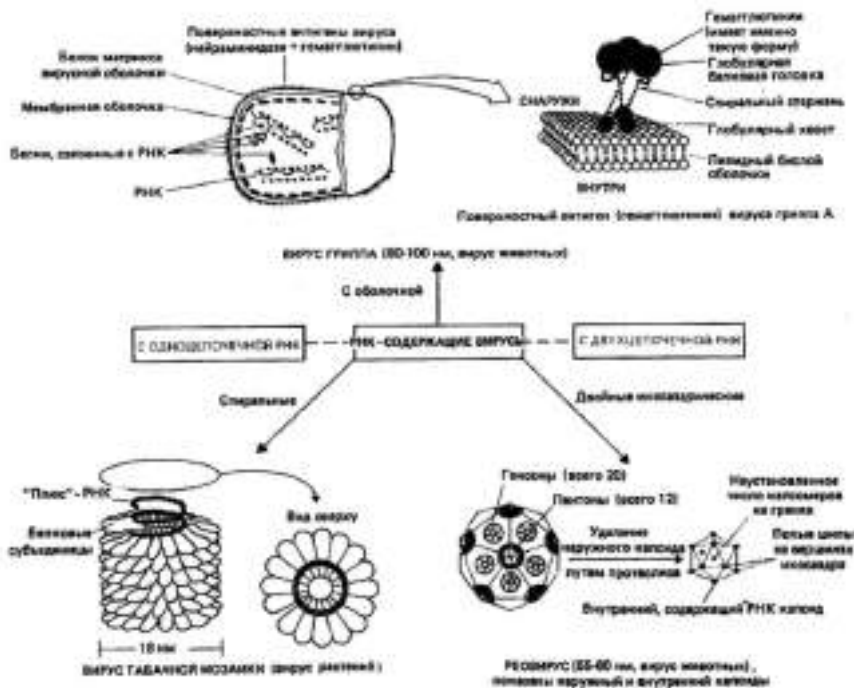 Поверхностные антигены вируса
(нейраминидаза + гемагглютинин)
Белок матрикса
вирусной оболочки
Мембранная оболочка
Белки, связанные с РНК
РНК
Гемагглютинин
(имеет именно
такую форму)
Глобулярная
белковая головка
СНАРУЖИ
Спиральный стержень
Глобулярный хвост
Липидный бислой
оболочки
ВНУТРИ
Поверхностный антиген (гемагглютинин) вируса гриппа А
ВИРУС ГРИППА (80-100 нм, вирус животных)
С оболочкой
С ОДНОЦЕПОЧЕЧНОЙ РНК
РНК-СОДЕРЖАЩИЕ ВИРУСЫ
С ДВУХЦЕПОЧЕЧНОЙ РНК
Спиральные
Двойные икосаэдрические
"Плюс"-РНК
Белковые
субъединицы
Вид сверху
18 нм
ВИРУС ТАБАЧНОЙ МОЗАИКИ (вирус растений)
Гексоны (всего 20)
Пентоны (всего 12)
Удаление
наружного капсида
путем протеолиза
Неустановленное
число капсомеров
на гранях
Полые шипы
на вершинах
икосаэдра
Внутренний, содержащий РНК капсид
РЕОВИРУС (55-60 нм, вирус животных),
показаны наружный и внутренний капсиды